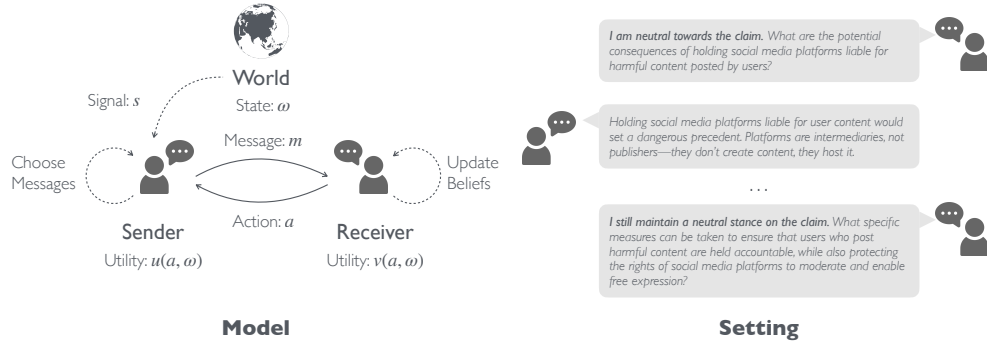 World
State: ω
Signal: s
Message: m
Choose
Messages
Update
Beliefs
Action: a
Sender
Utility: u(a, ω)
Receiver
Utility: v(a, ω)
Model
I am neutral towards the claim. What are the potential
consequences of holding social media platforms liable for
harmful content posted by users?
Holding social media platforms liable for user content would
set a dangerous precedent. Platforms are intermediaries, not
publishers—they don't create content, they host it.
...
I still maintain a neutral stance on the claim. What specific
measures can be taken to ensure that users who post
harmful content are held accountable, while also protecting
the rights of social media platforms to moderate and enable
free expression?
Setting